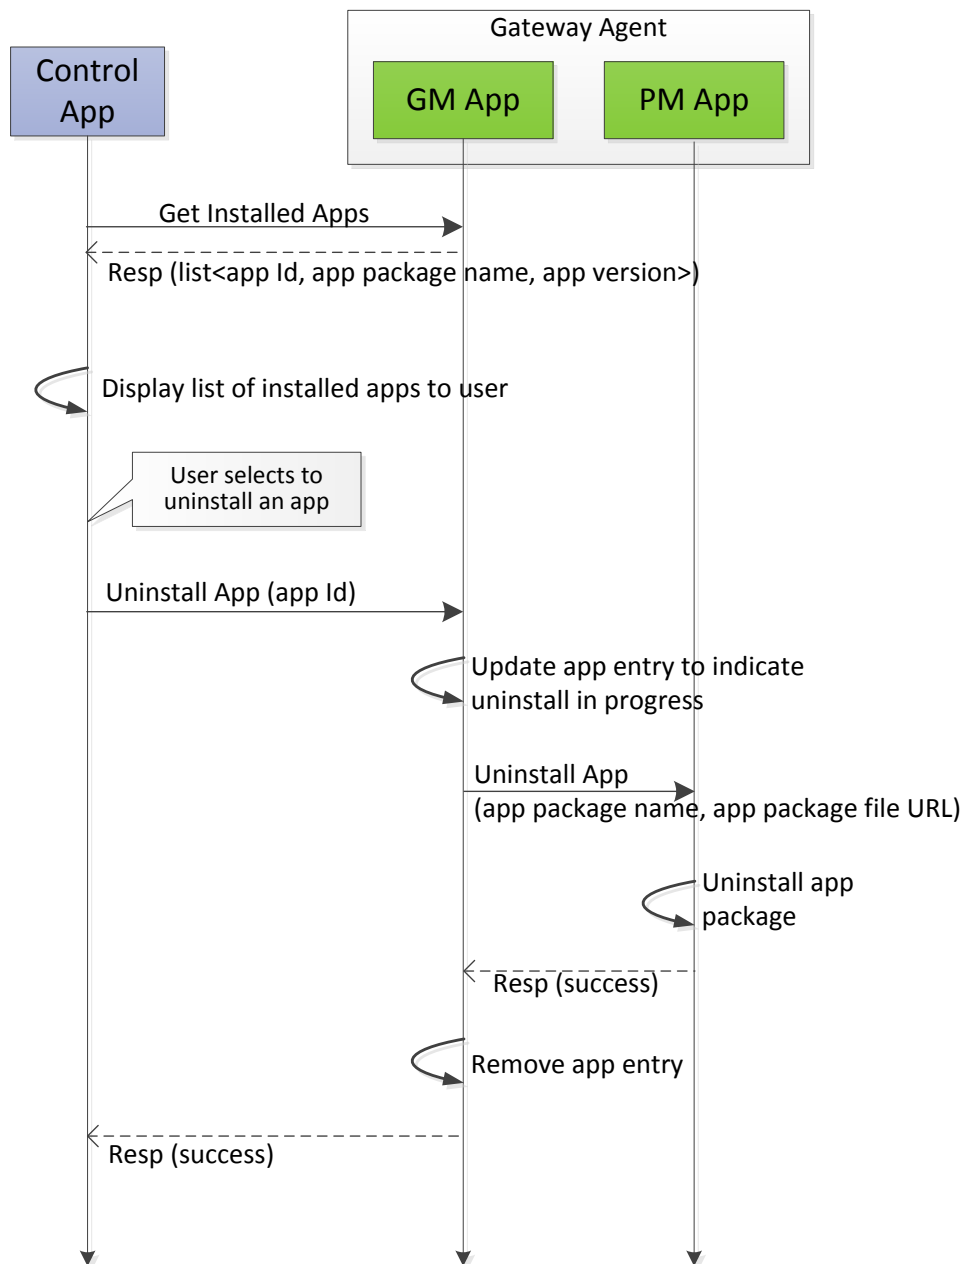 Gateway Agent
Control
App
GM App
PM App
Get Installed Apps
Resp (list<app Id, app package name, app version>)
Display list of installed apps to user
User selects to
uninstall an app
Uninstall App (app Id)
Update app entry to indicate
uninstall in progress
Uninstall App
(app package name, app package file URL)
Uninstall app
package
Resp (success)
Remove app entry
Resp (success)